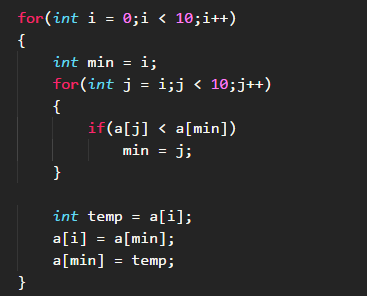 for(int i = 0;i < 10;i++)
{
    int min = i;
    for(int j = i;j < 10;j++)
    {
        if(a[j] < a[min])
            min = j;
    }

    int temp = a[i];
    a[i] = a[min];
    a[min] = temp;
}